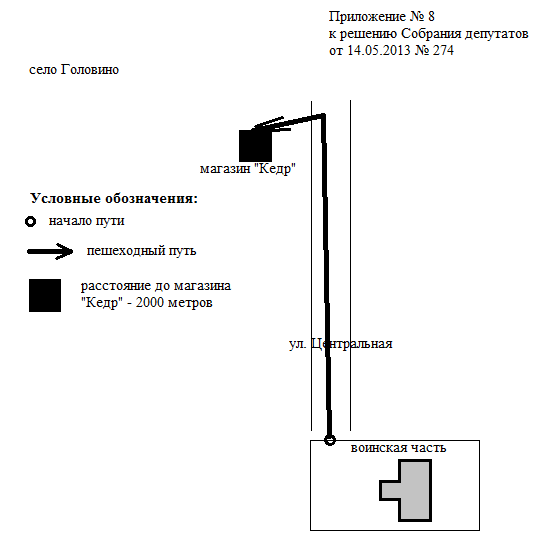 Приложение № 8
к решению Собрания депутатов
от 14.05.2013 № 274
село Головино
магазин "Кедр"
Условные обозначения:
начало пути
пешеходный путь
расстояние до магазина
"Кедр" - 2000 метров
ул. Центральная
воинская часть